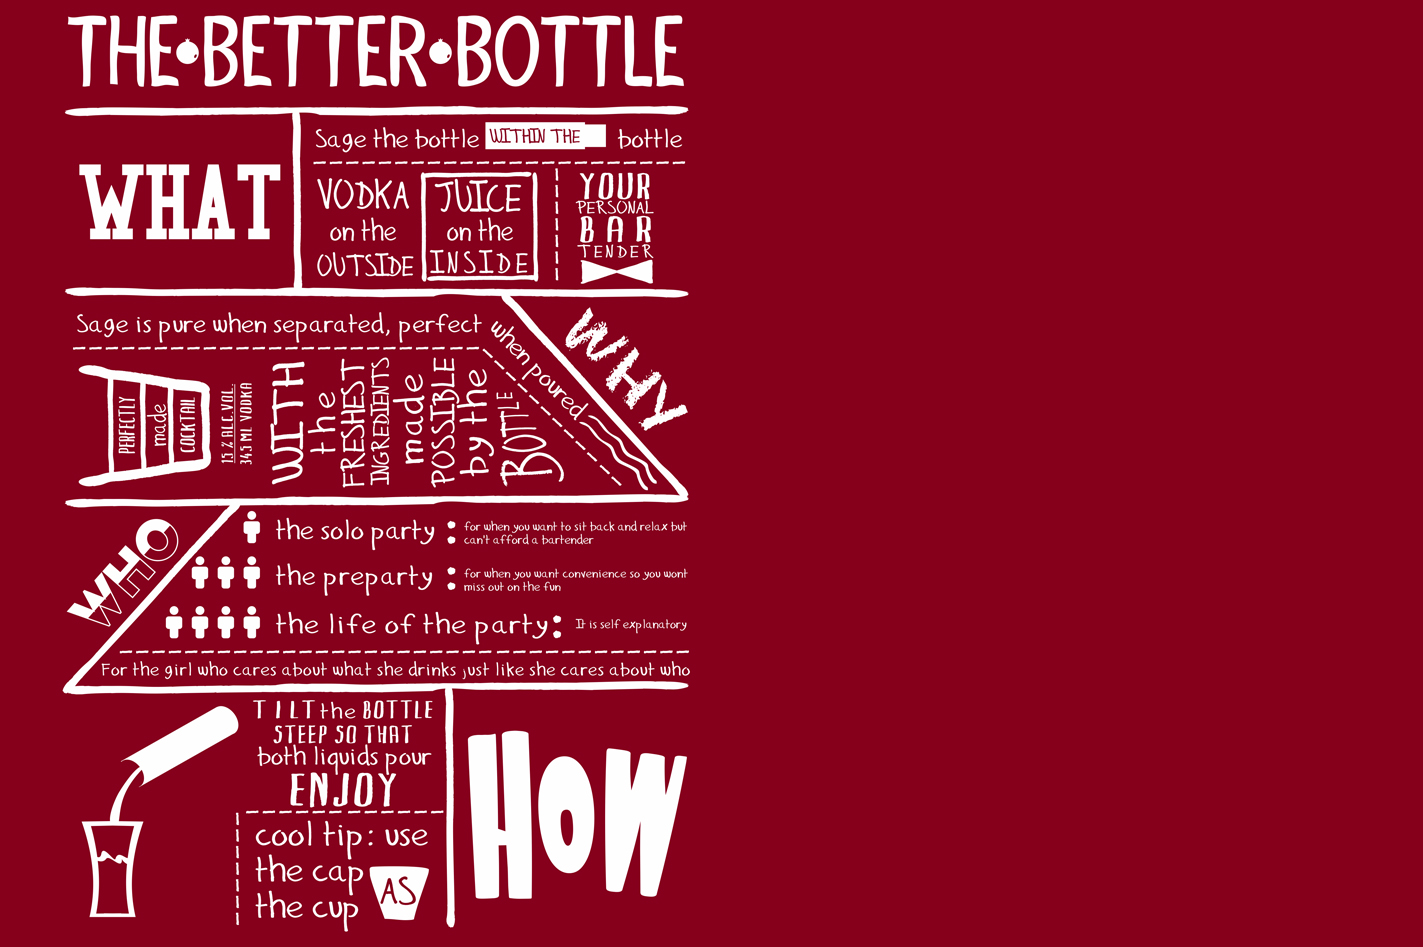 THE BETTER BOTTLE
WHAT
Sage the bottle WITHIN THE bottle
VODKA
on the
OUTSIDE
JUICE
on the
INSIDE
YOUR
PERSONAL
BAR
TENDER
Sage is pure when separated, perfect when poured
WHY
PERFECTLY
made
COCKTAIL
15 % ALC.VOL.
345 ML VODKA
WITH
the
FRESHEST
INGREDIENTS
made
POSSIBLE
by the
BOTTLE
WHO
the solo party : for when you want to sit back and relax but
can't afford a bartender
the preparty : for when you want convenience so you wont
miss out on the fun
the life of the party: It is self explanatory
For the girl who cares about what she drinks just like she cares about who
TILT the BOTTLE
STEEP SO THAT
both liquids pour
ENJOY
cool tip: use
the cap AS
the cup
HOW